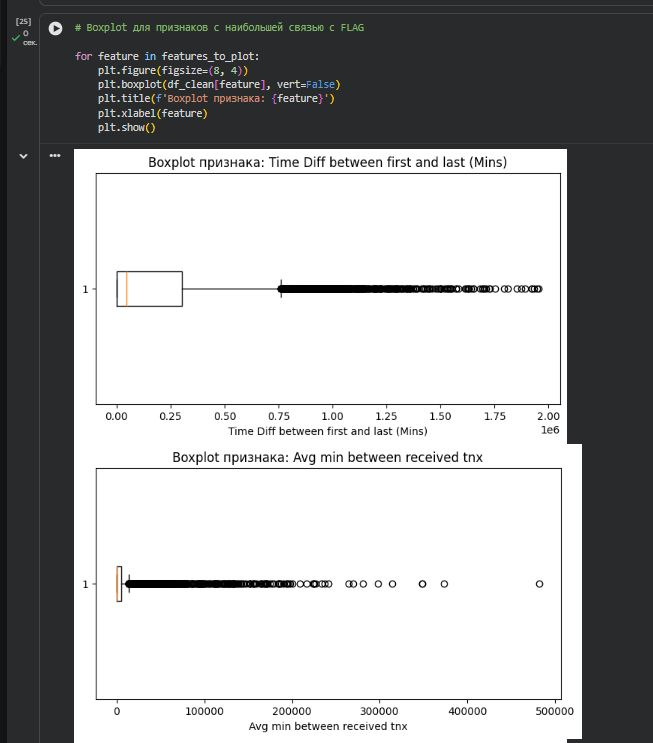 [25]
0
сек.
# Boxplot для признаков с наибольшей связью с FLAG
for feature in features_to_plot:
    plt.figure(figsize=(8, 4))
    plt.boxplot(df_clean[feature], vert=False)
    plt.title(f'Boxplot признака: {feature}')
    plt.xlabel(feature)
    plt.show()
Boxplot признака: Time Diff between first and last (Mins)
1
0.00 0.25 0.50 0.75 1.00 1.25 1.50 1.75 2.00
1e6
Time Diff between first and last (Mins)
Boxplot признака: Avg min between received tnx
1
0 100000 200000 300000 400000 500000
Avg min between received tnx